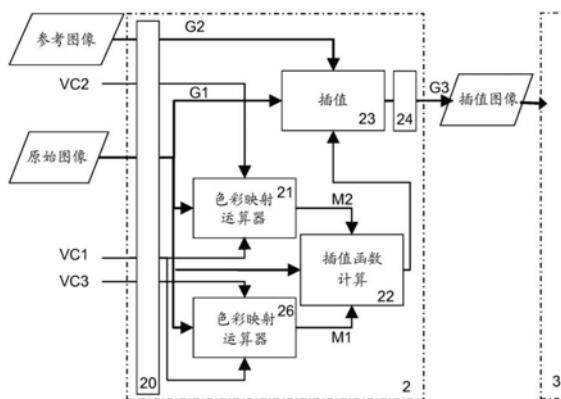 参考图像
G2
VC2
G1
插值
23
24
G3
插值图像
原始图像
色彩映射
运算器
21
M2
VC1
VC3
插值函数
计算
22
色彩映射
运算器
26
M1
20
2
3